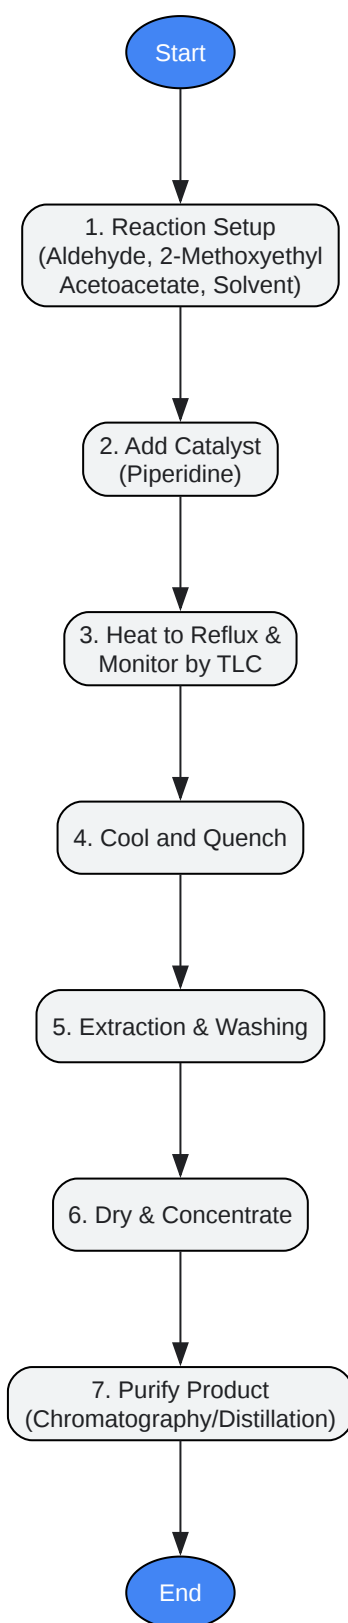 Start
1. Reaction Setup
(Aldehyde, 2-Methoxyethyl
Acetoacetate, Solvent)
2. Add Catalyst
(Piperidine)
3. Heat to Reflux &
Monitor by TLC
4. Cool and Quench
5. Extraction & Washing
6. Dry & Concentrate
7. Purify Product
(Chromatography/Distillation)
End